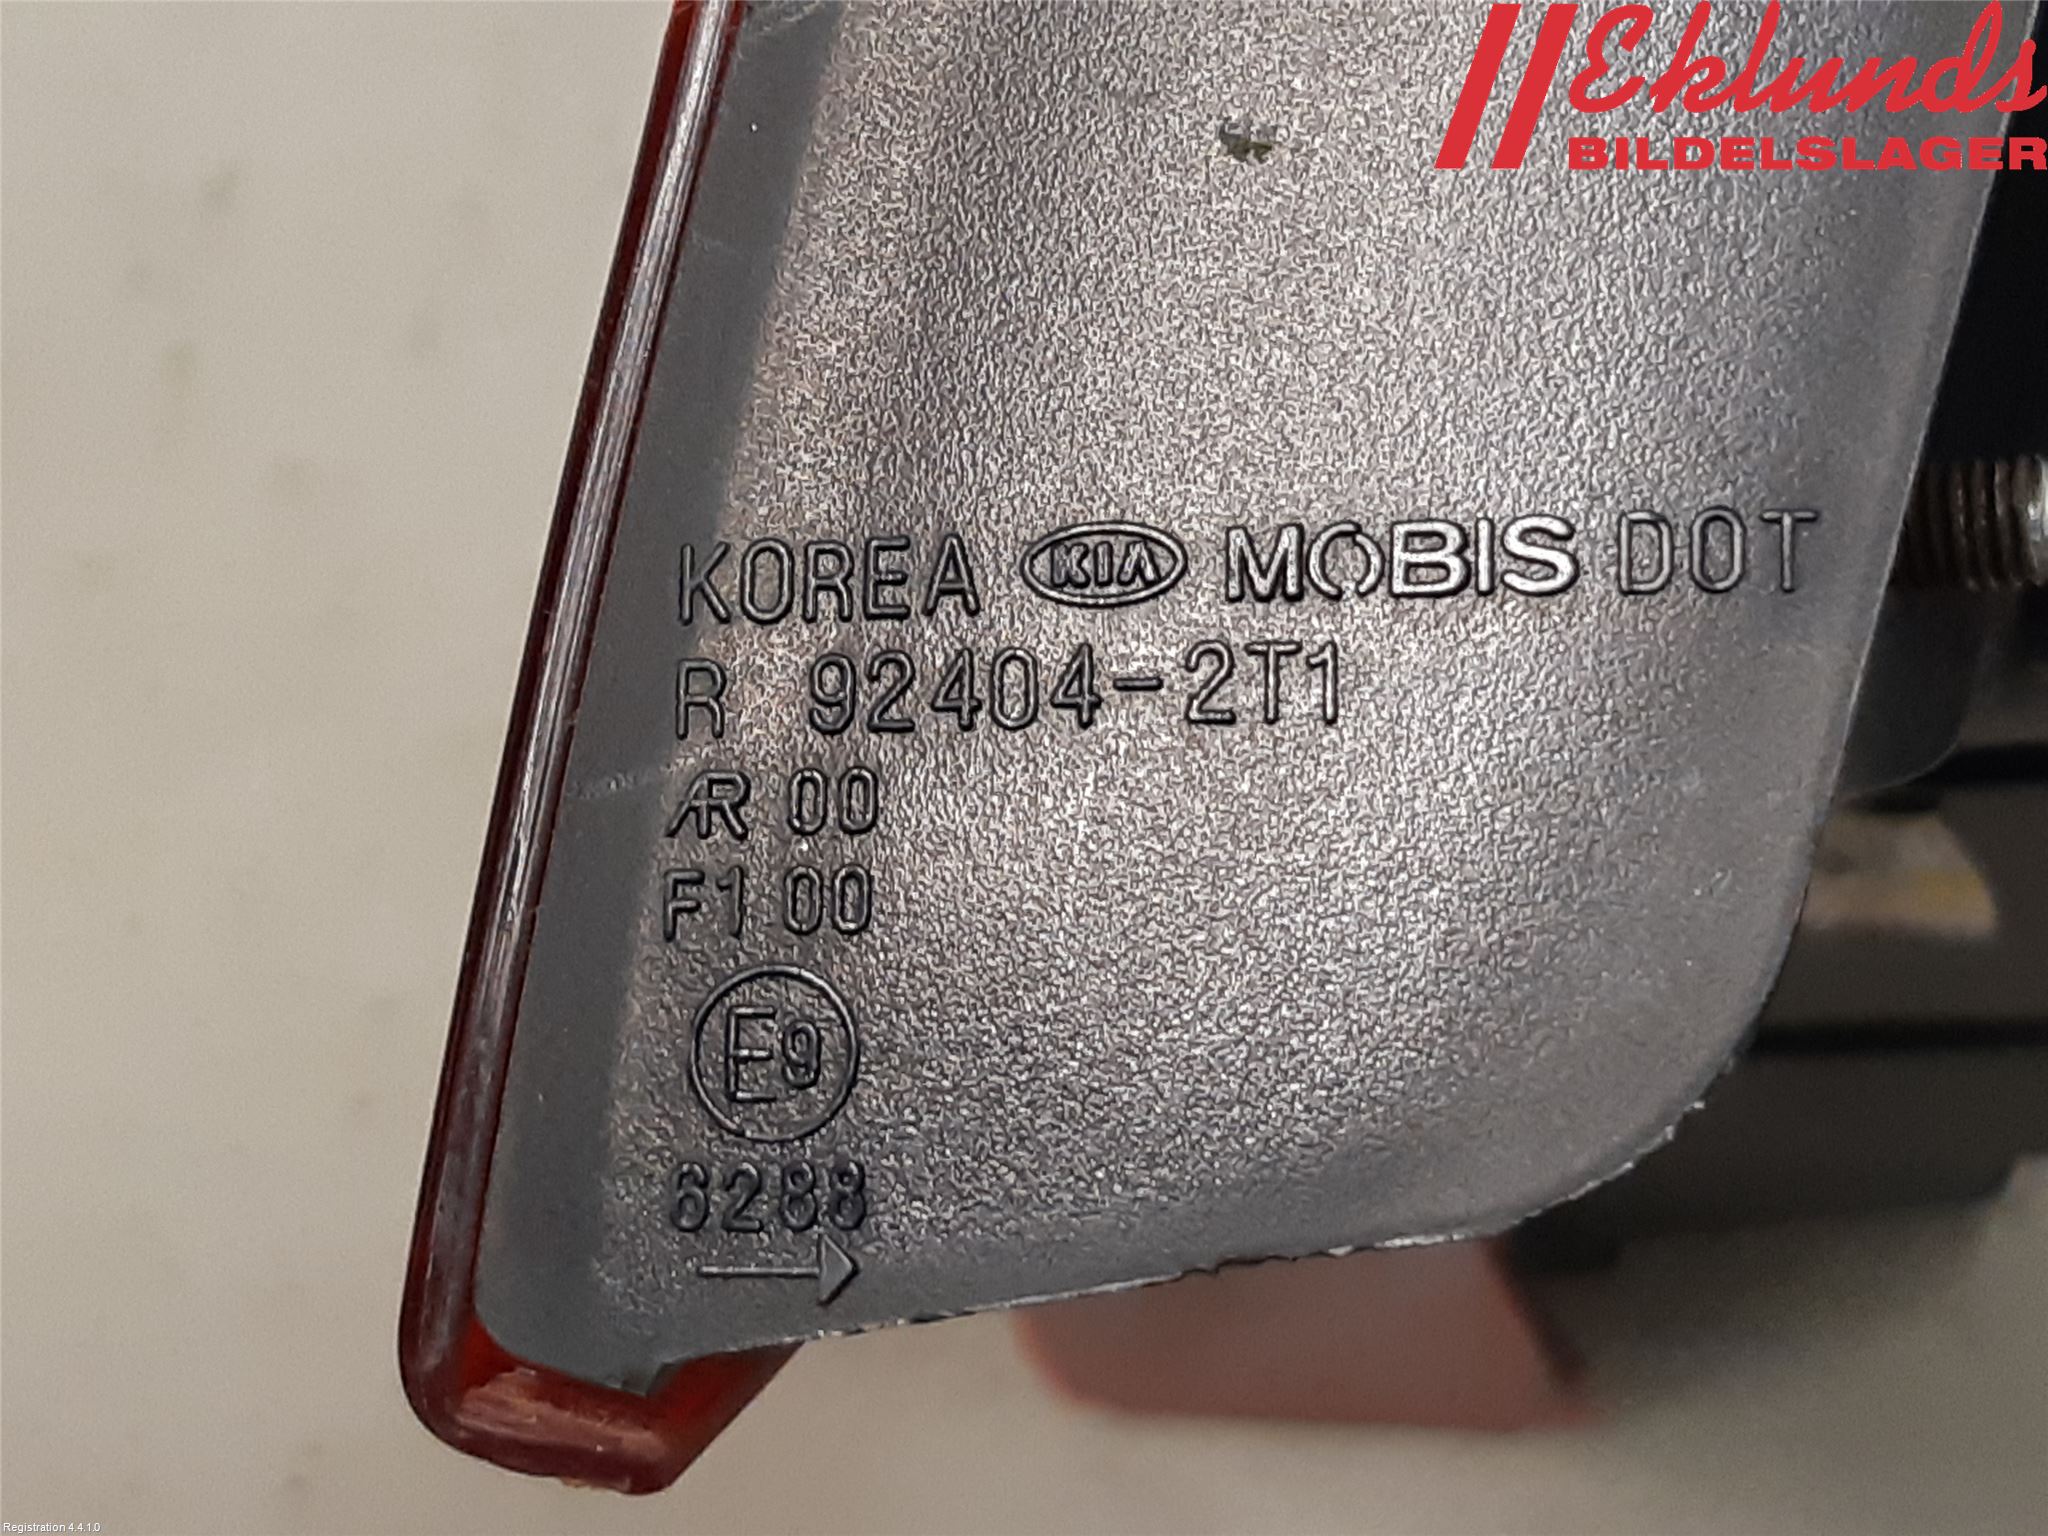 Eklunds
BILDELSLAGER
KOREA KIA MOBIS DOT
R 92404-2T1
AR 00
F1 00
E9
6288
→
Registration 4.4.1.0